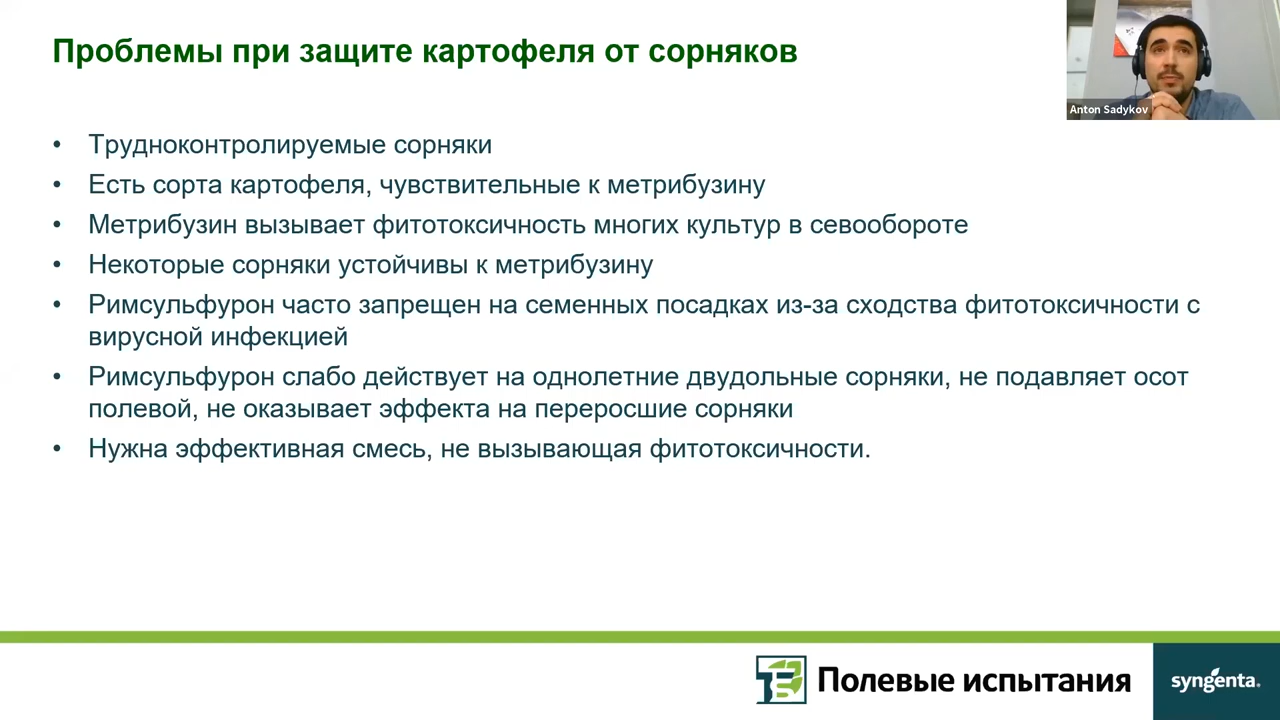 Проблемы при защите картофеля от сорняков
Anton Sadykov
• Трудноконтролируемые сорняки
• Есть сорта картофеля, чувствительные к метрибузину
• Метрибузин вызывает фитотоксичность многих культур в севообороте
• Некоторые сорняки устойчивы к метрибузину
• Римсульфурон часто запрещен на семенных посадках из-за сходства фитотоксичности с
вирусной инфекцией
• Римсульфурон слабо действует на однолетние двудольные сорняки, не подавляет осот
полевой, не оказывает эффекта на переросшие сорняки
• Нужна эффективная смесь, не вызывающая фитотоксичности.
Полевые испытания
syngenta.